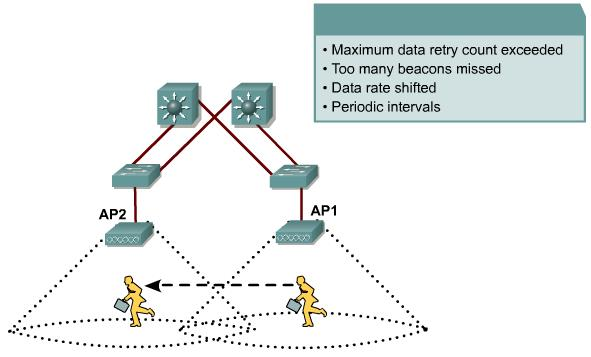 • Maximum data retry count exceeded
• Too many beacons missed
• Data rate shifted
• Periodic intervals
AP2
AP1